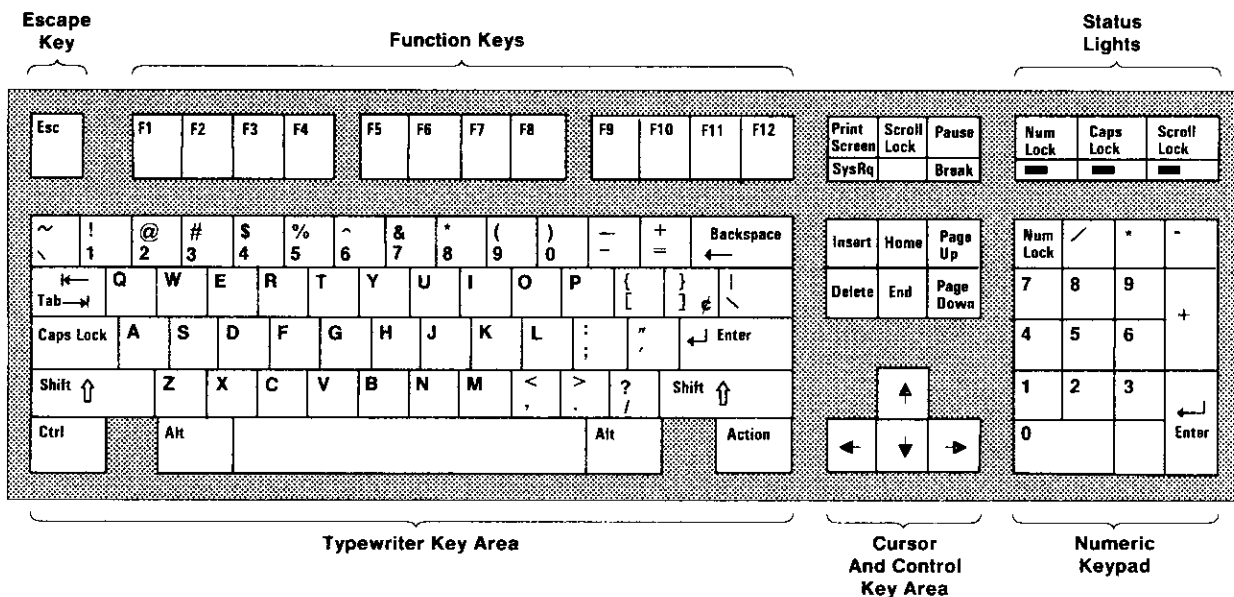 Escape
Key
Function Keys
Status
Lights
Esc F1 F2 F3 F4 F5 F6 F7 F8 F9 F10 F11 F12
Print Screen Scroll Lock Pause
SysRq Break
Num Lock Caps Lock Scroll Lock
~ ! @ # $ % ^ & * ( ) — + Backspace
\ 1 2 3 4 5 6 7 8 9 0 - = ←
Insert Home Page Up
Num Lock / * -
Tab Q W E R T Y U I O P { } |
[ ] ¢ \
Delete End Page Down
7 8 9 +
Caps Lock A S D F G H J K L : " Enter
; '
4 5 6
Shift Z X C V B N M < > ? Shift
, . /
1 2 3 Enter
Ctrl Alt Alt Action
0
Typewriter Key Area
Cursor
And Control
Key Area
Numeric
Keypad